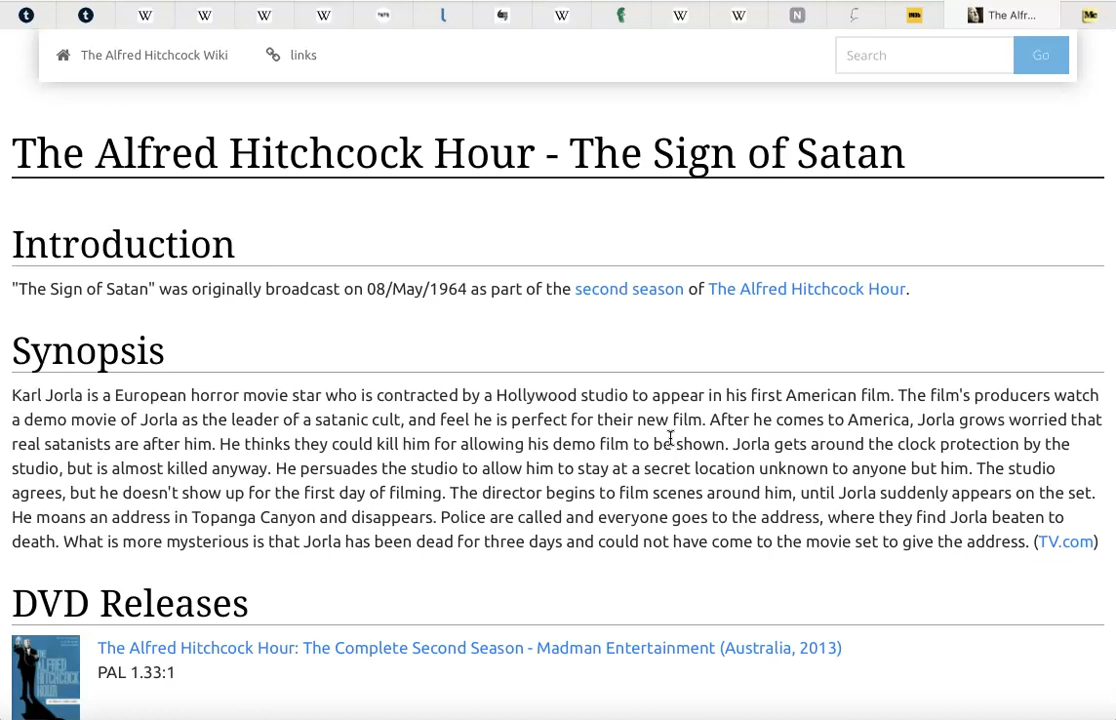 The Alfr...
The Alfred Hitchcock Wiki links Search Go
The Alfred Hitchcock Hour - The Sign of Satan
Introduction
"The Sign of Satan" was originally broadcast on 08/May/1964 as part of the second season of The Alfred Hitchcock Hour.
Synopsis
Karl Jorla is a European horror movie star who is contracted by a Hollywood studio to appear in his first American film. The film's producers watch
a demo movie of Jorla as the leader of a satanic cult, and feel he is perfect for their new film. After he comes to America, Jorla grows worried that
real satanists are after him. He thinks they could kill him for allowing his demo film to be shown. Jorla gets around the clock protection by the
studio, but is almost killed anyway. He persuades the studio to allow him to stay at a secret location unknown to anyone but him. The studio
agrees, but he doesn't show up for the first day of filming. The director begins to film scenes around him, until Jorla suddenly appears on the set.
He moans an address in Topanga Canyon and disappears. Police are called and everyone goes to the address, where they find Jorla beaten to
death. What is more mysterious is that Jorla has been dead for three days and could not have come to the movie set to give the address. (TV.com)
DVD Releases
The Alfred Hitchcock Hour: The Complete Second Season - Madman Entertainment (Australia, 2013)
PAL 1.33:1
ALFRED
HITCHCOCK
HOUR